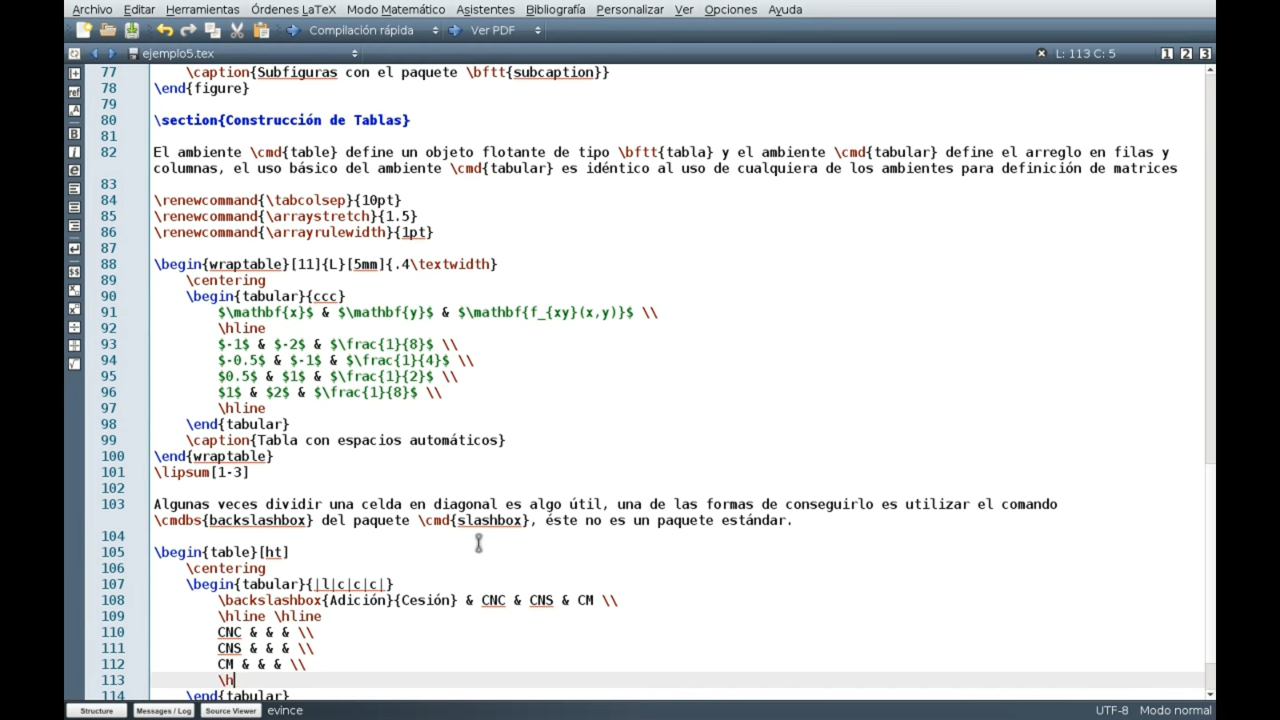 Archivo Editar Herramientas Órdenes LaTeX Modo Matemático Asistentes Bibliografía Personalizar Ver Opciones Ayuda
Compilación rápida Ver PDF
ejemplo5.tex L: 113 C: 5 1 2 3
77 \caption{Subfiguras con el paquete \bftt{subcaption}}
78 \end{figure}
79
80 \section{Construcción de Tablas}
81
82 El ambiente \cmd{table} define un objeto flotante de tipo \bftt{tabla} y el ambiente \cmd{tabular} define el arreglo en filas y
columnas, el uso básico del ambiente \cmd{tabular} es idéntico al uso de cualquiera de los ambientes para definición de matrices
83
84 \renewcommand{\tabcolsep}{10pt}
85 \renewcommand{\arraystretch}{1.5}
86 \renewcommand{\arrayrulewidth}{1pt}
87
88 \begin{wraptable}[11]{L}[5mm]{.4\textwidth}
89 \centering
90 \begin{tabular}{ccc}
91 $\mathbf{x}$ & $\mathbf{y}$ & $\mathbf{f_{xy}(x,y)}$ \\
92 \hline
93 $-1$ & $-2$ & $\frac{1}{8}$ \\
94 $-0.5$ & $-1$ & $\frac{1}{4}$ \\
95 $0.5$ & $1$ & $\frac{1}{2}$ \\
96 $1$ & $2$ & $\frac{1}{8}$ \\
97 \hline
98 \end{tabular}
99 \caption{Tabla con espacios automáticos}
100 \end{wraptable}
101 \lipsum[1-3]
102
103 Algunas veces dividir una celda en diagonal es algo útil, una de las formas de conseguirlo es utilizar el comando
\cmdbs{backslashbox} del paquete \cmd{slashbox}, éste no es un paquete estándar.
104
105 \begin{table}[ht]
106 \centering
107 \begin{tabular}{|l|c|c|c|}
108 \backslashbox{Adición}{Cesión} & CNC & CNS & CM \\
109 \hline \hline
110 CNC & & & \\
111 CNS & & & \\
112 CM & & & \\
113 \h
114 \end{tabular}
Structure Messages / Log Source Viewer evince UTF-8 Modo normal